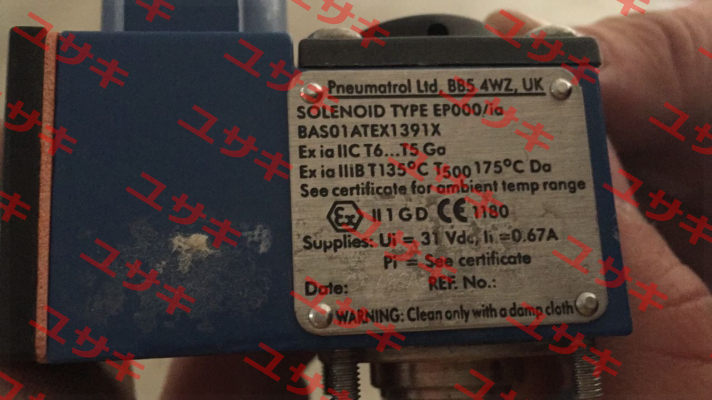 Pneumatrol Ltd, BB5 4WZ, UK
SOLENOID TYPE EP000/ia
BAS01ATEX1391X
Ex ia IIC T6...T5 Ga
Ex ia IIIB T135°C T500 175°C Da
See certificate for ambient temp range
Ex II 1 G D CE 1180
Supplies: Ui = 31 Vdc, Ii =0.67A
Pi = See certificate
Date: REF. No.:
WARNING: Clean only with a damp cloth
ユサキ